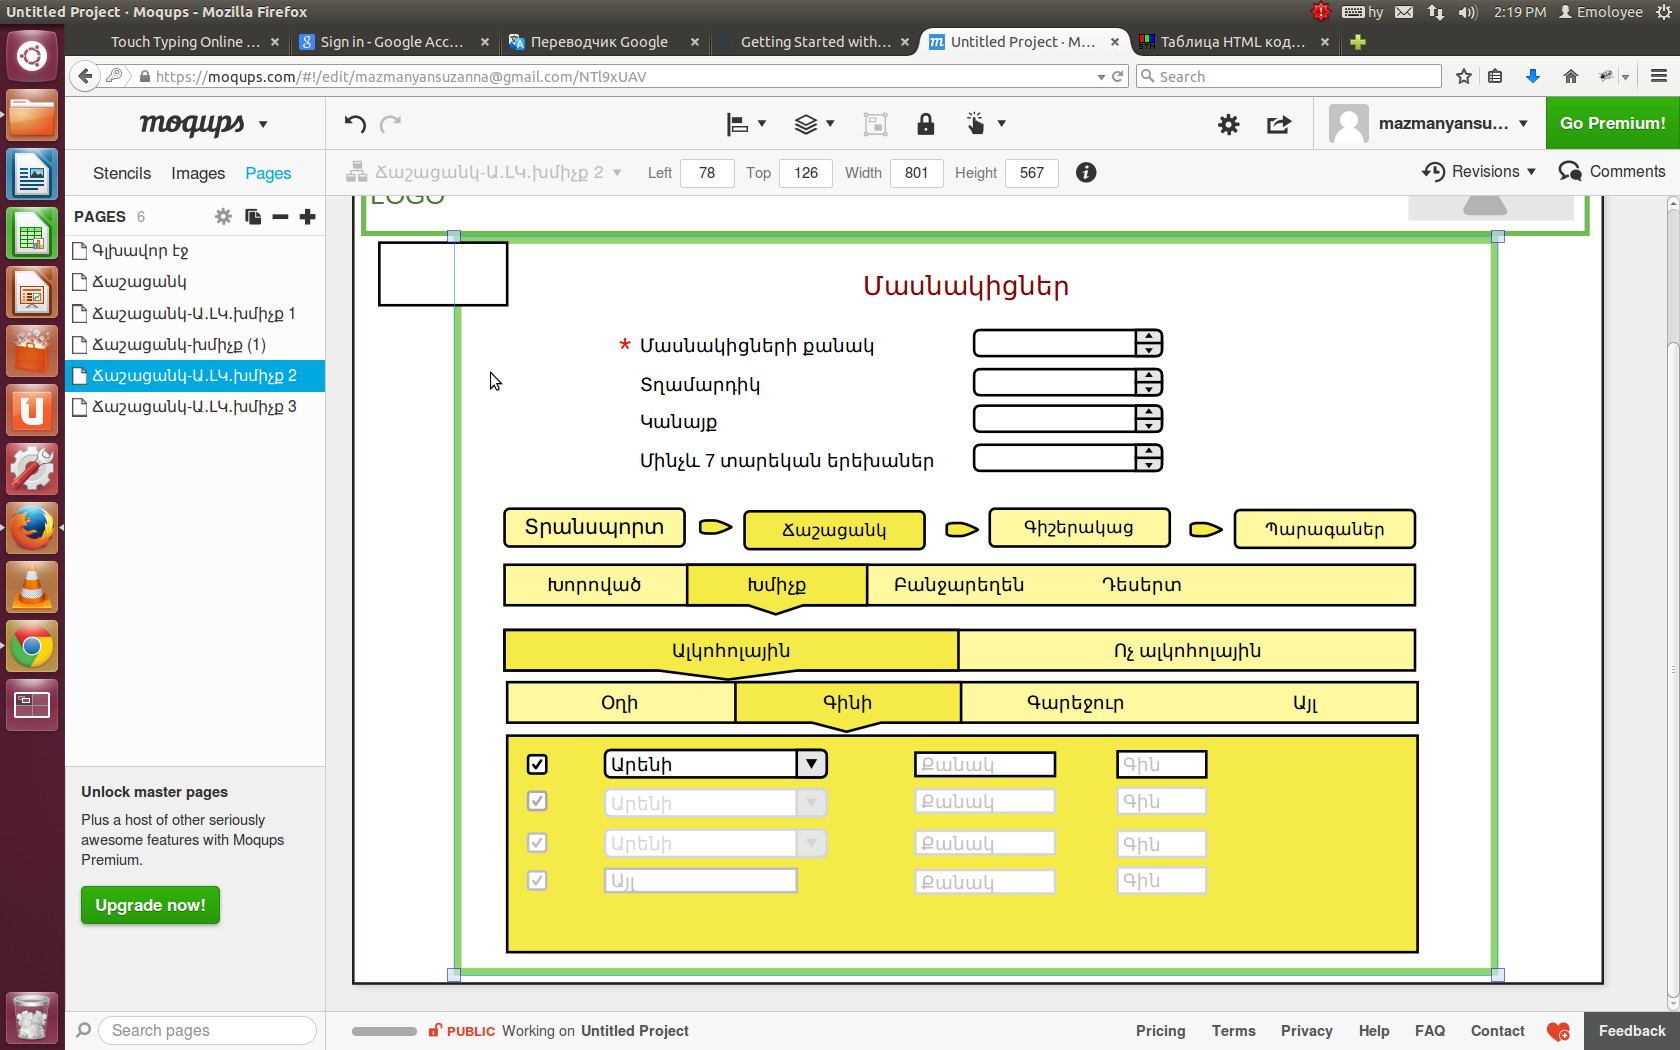 Untitled Project · Moqups - Mozilla Firefox
hy
2:19 PM
Emoloyee
Touch Typing Online ...
Sign in - Google Acc...
Переводчик Google
Getting Started with...
Untitled Project · M...
Таблица HTML код...
https://moqups.com/#!/edit/mazmanyansuzanna@gmail.com/NTl9xUAV
Search
moqups
mazmanyansu...
Go Premium!
Stencils
Images
Pages
Ճաշացանկ-Ա.ԼԿ.խմիչք 2
Left
78
Top
126
Width
801
Height
567
Revisions
Comments
PAGES 6
Գլխավոր էջ
Ճաշացանկ
Ճաշացանկ-Ա.ԼԿ.խմիչք 1
Ճաշացանկ-խմիչք (1)
Ճաշացանկ-Ա.ԼԿ.խմիչք 2
Ճաշացանկ-Ա.ԼԿ.խմիչք 3
LOGO
Մասնակիցներ
* Մասնակիցների քանակ
Տղամարդիկ
Կանայք
Մինչև 7 տարեկան երեխաներ
Տրանսպորտ
Ճաշացանկ
Գիշերակաց
Պարագաներ
Խորոված
Խմիչք
Բանջարեղեն
Դեսերտ
Ալկոհոլային
Ոչ ալկոհոլային
Օղի
Գինի
Գարեջուր
Այլ
Արենի
Քանակ
Գին
Արենի
Քանակ
Գին
Արենի
Քանակ
Գին
Այլ
Քանակ
Գին
Unlock master pages
Plus a host of other seriously
awesome features with Moqups
Premium.
Upgrade now!
Search pages
PUBLIC Working on Untitled Project
Pricing
Terms
Privacy
Help
FAQ
Contact
Feedback